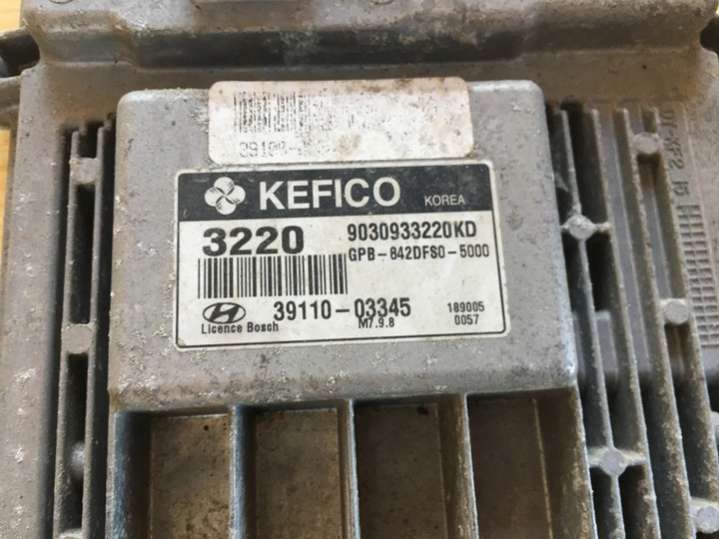 KEFICO KOREA
3220 9030933220KD
GPB-842DFS0-5000
39110-03345 189005
Licence Bosch M7.9.8 0057